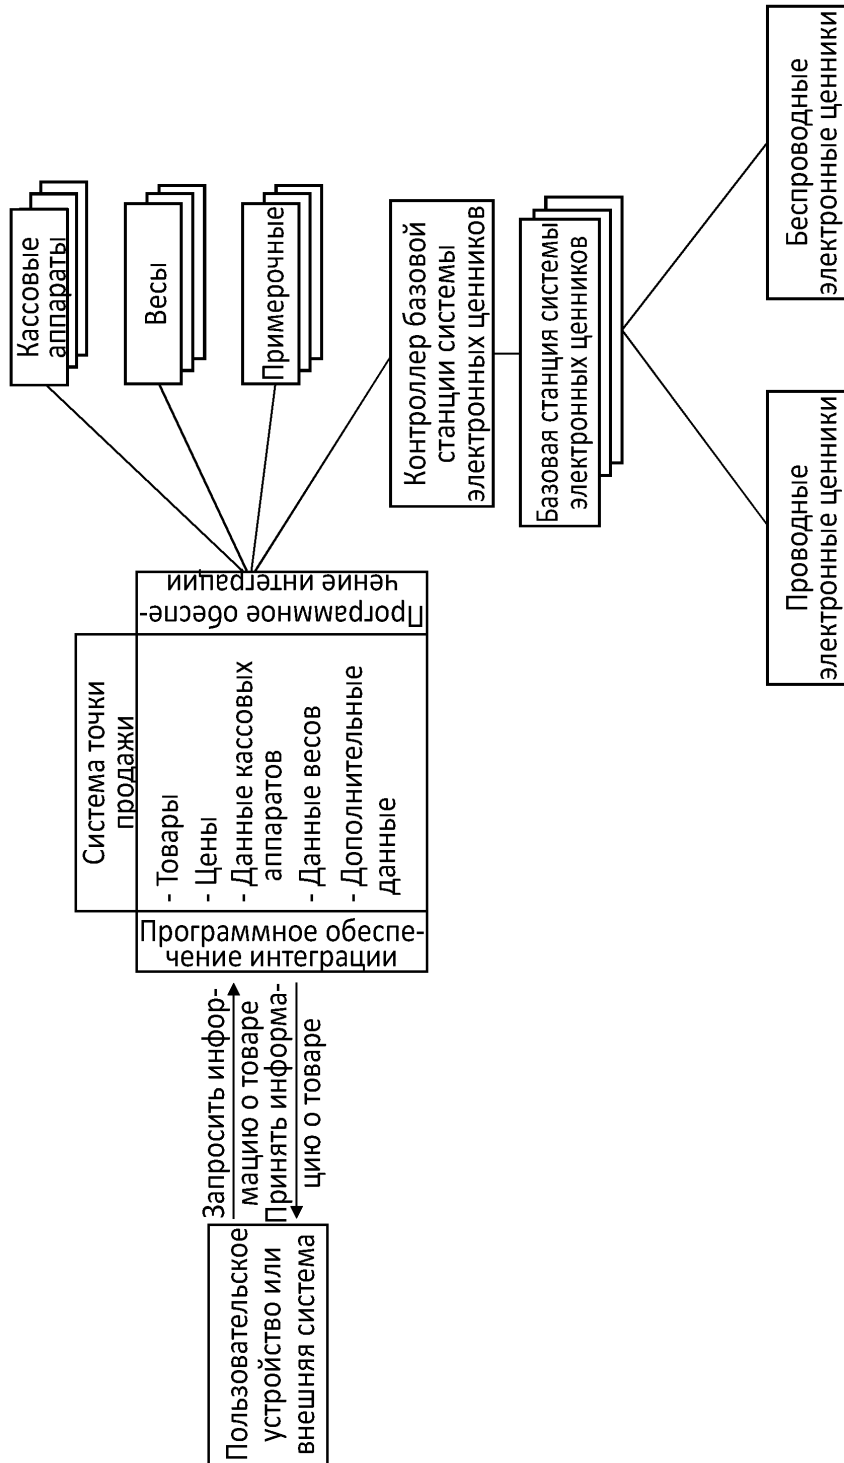 Кассовые
аппараты
Весы
Примерочные
Контроллер базовой
станции системы
электронных ценников
Базовая станция системы
электронных ценников
Беспроводные
электронные ценники
Проводные
электронные ценники
Система точки
продажи
- Товары
- Цены
- Данные кассовых
аппаратов
- Данные весов
- Дополнительные
данные
Программное обеспе-
чение интеграции
Программное обеспе-
чение интеграции
Запросить инфор-
мацию о товаре
Принять информа-
цию о товаре
Пользовательское
устройство или
внешняя система